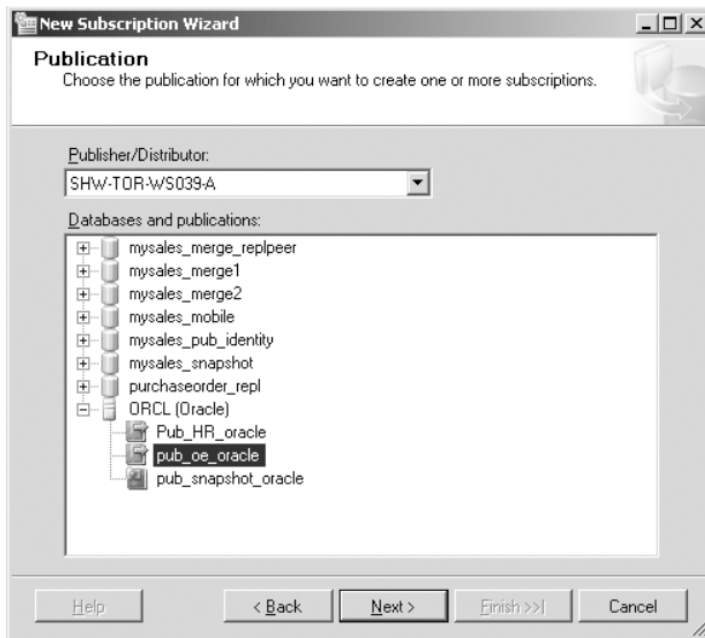 New Subscription Wizard
Publication
Choose the publication for which you want to create one or more subscriptions.
Publisher/Distributor:
SHW-TOR-WS039-A
Databases and publications:
mysales_merge_replpeer
mysales_merge1
mysales_merge2
mysales_mobile
mysales_pub_identity
mysales_snapshot
purchaseorder_repl
ORCL (Oracle)
Pub_HR_oracle
pub_oe_oracle
pub_snapshot_oracle
Help < Back Next > Finish >>| Cancel